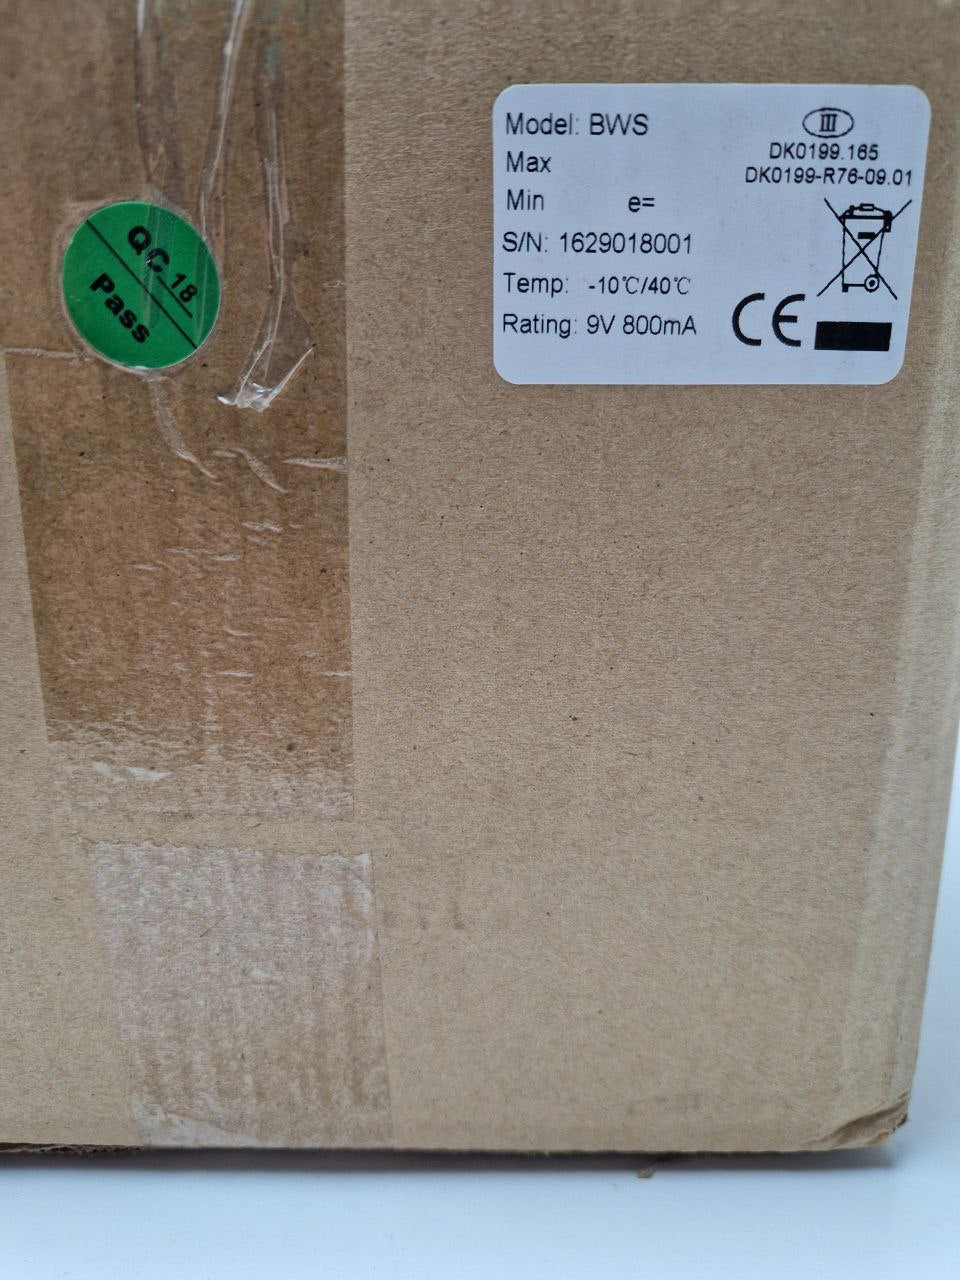 QC 18
Pass
Model: BWS
Max
Min e=
S/N: 1629018001
Temp: -10℃/40℃
Rating: 9V 800mA
III
DK0199.165
DK0199-R76-09.01
CE